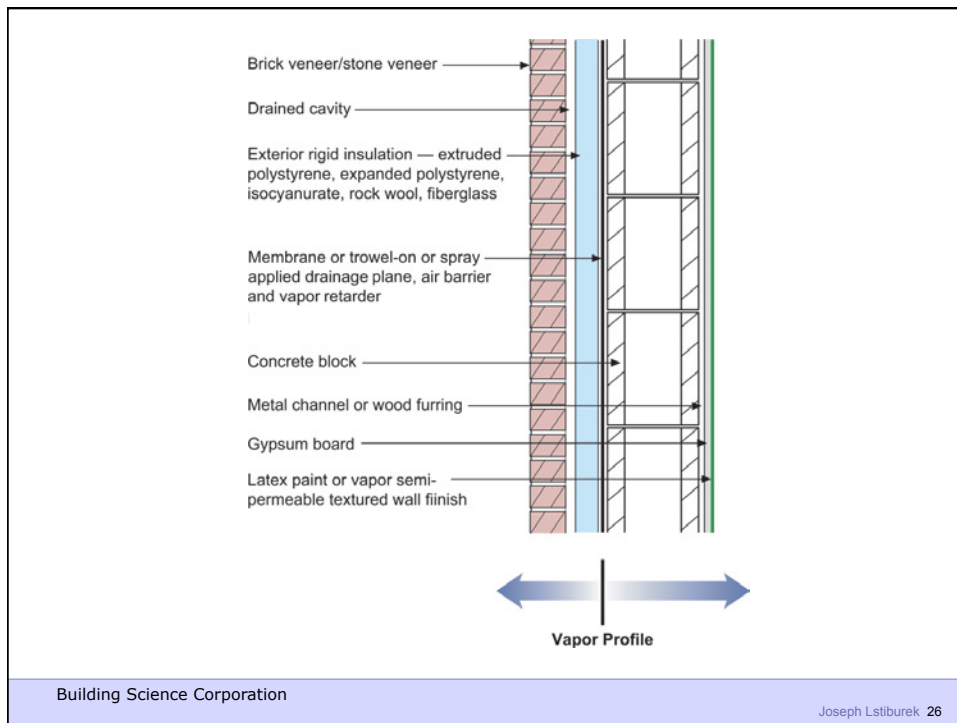 Brick veneer/stone veneer
Drained cavity
Exterior rigid insulation — extruded
polystyrene, expanded polystyrene,
isocyanurate, rock wool, fiberglass
Membrane or trowel-on or spray
applied drainage plane, air barrier
and vapor retarder
Concrete block
Metal channel or wood furring
Gypsum board
Latex paint or vapor semi-
permeable textured wall fiinish
Vapor Profile
Building Science Corporation
Joseph Lstiburek 26